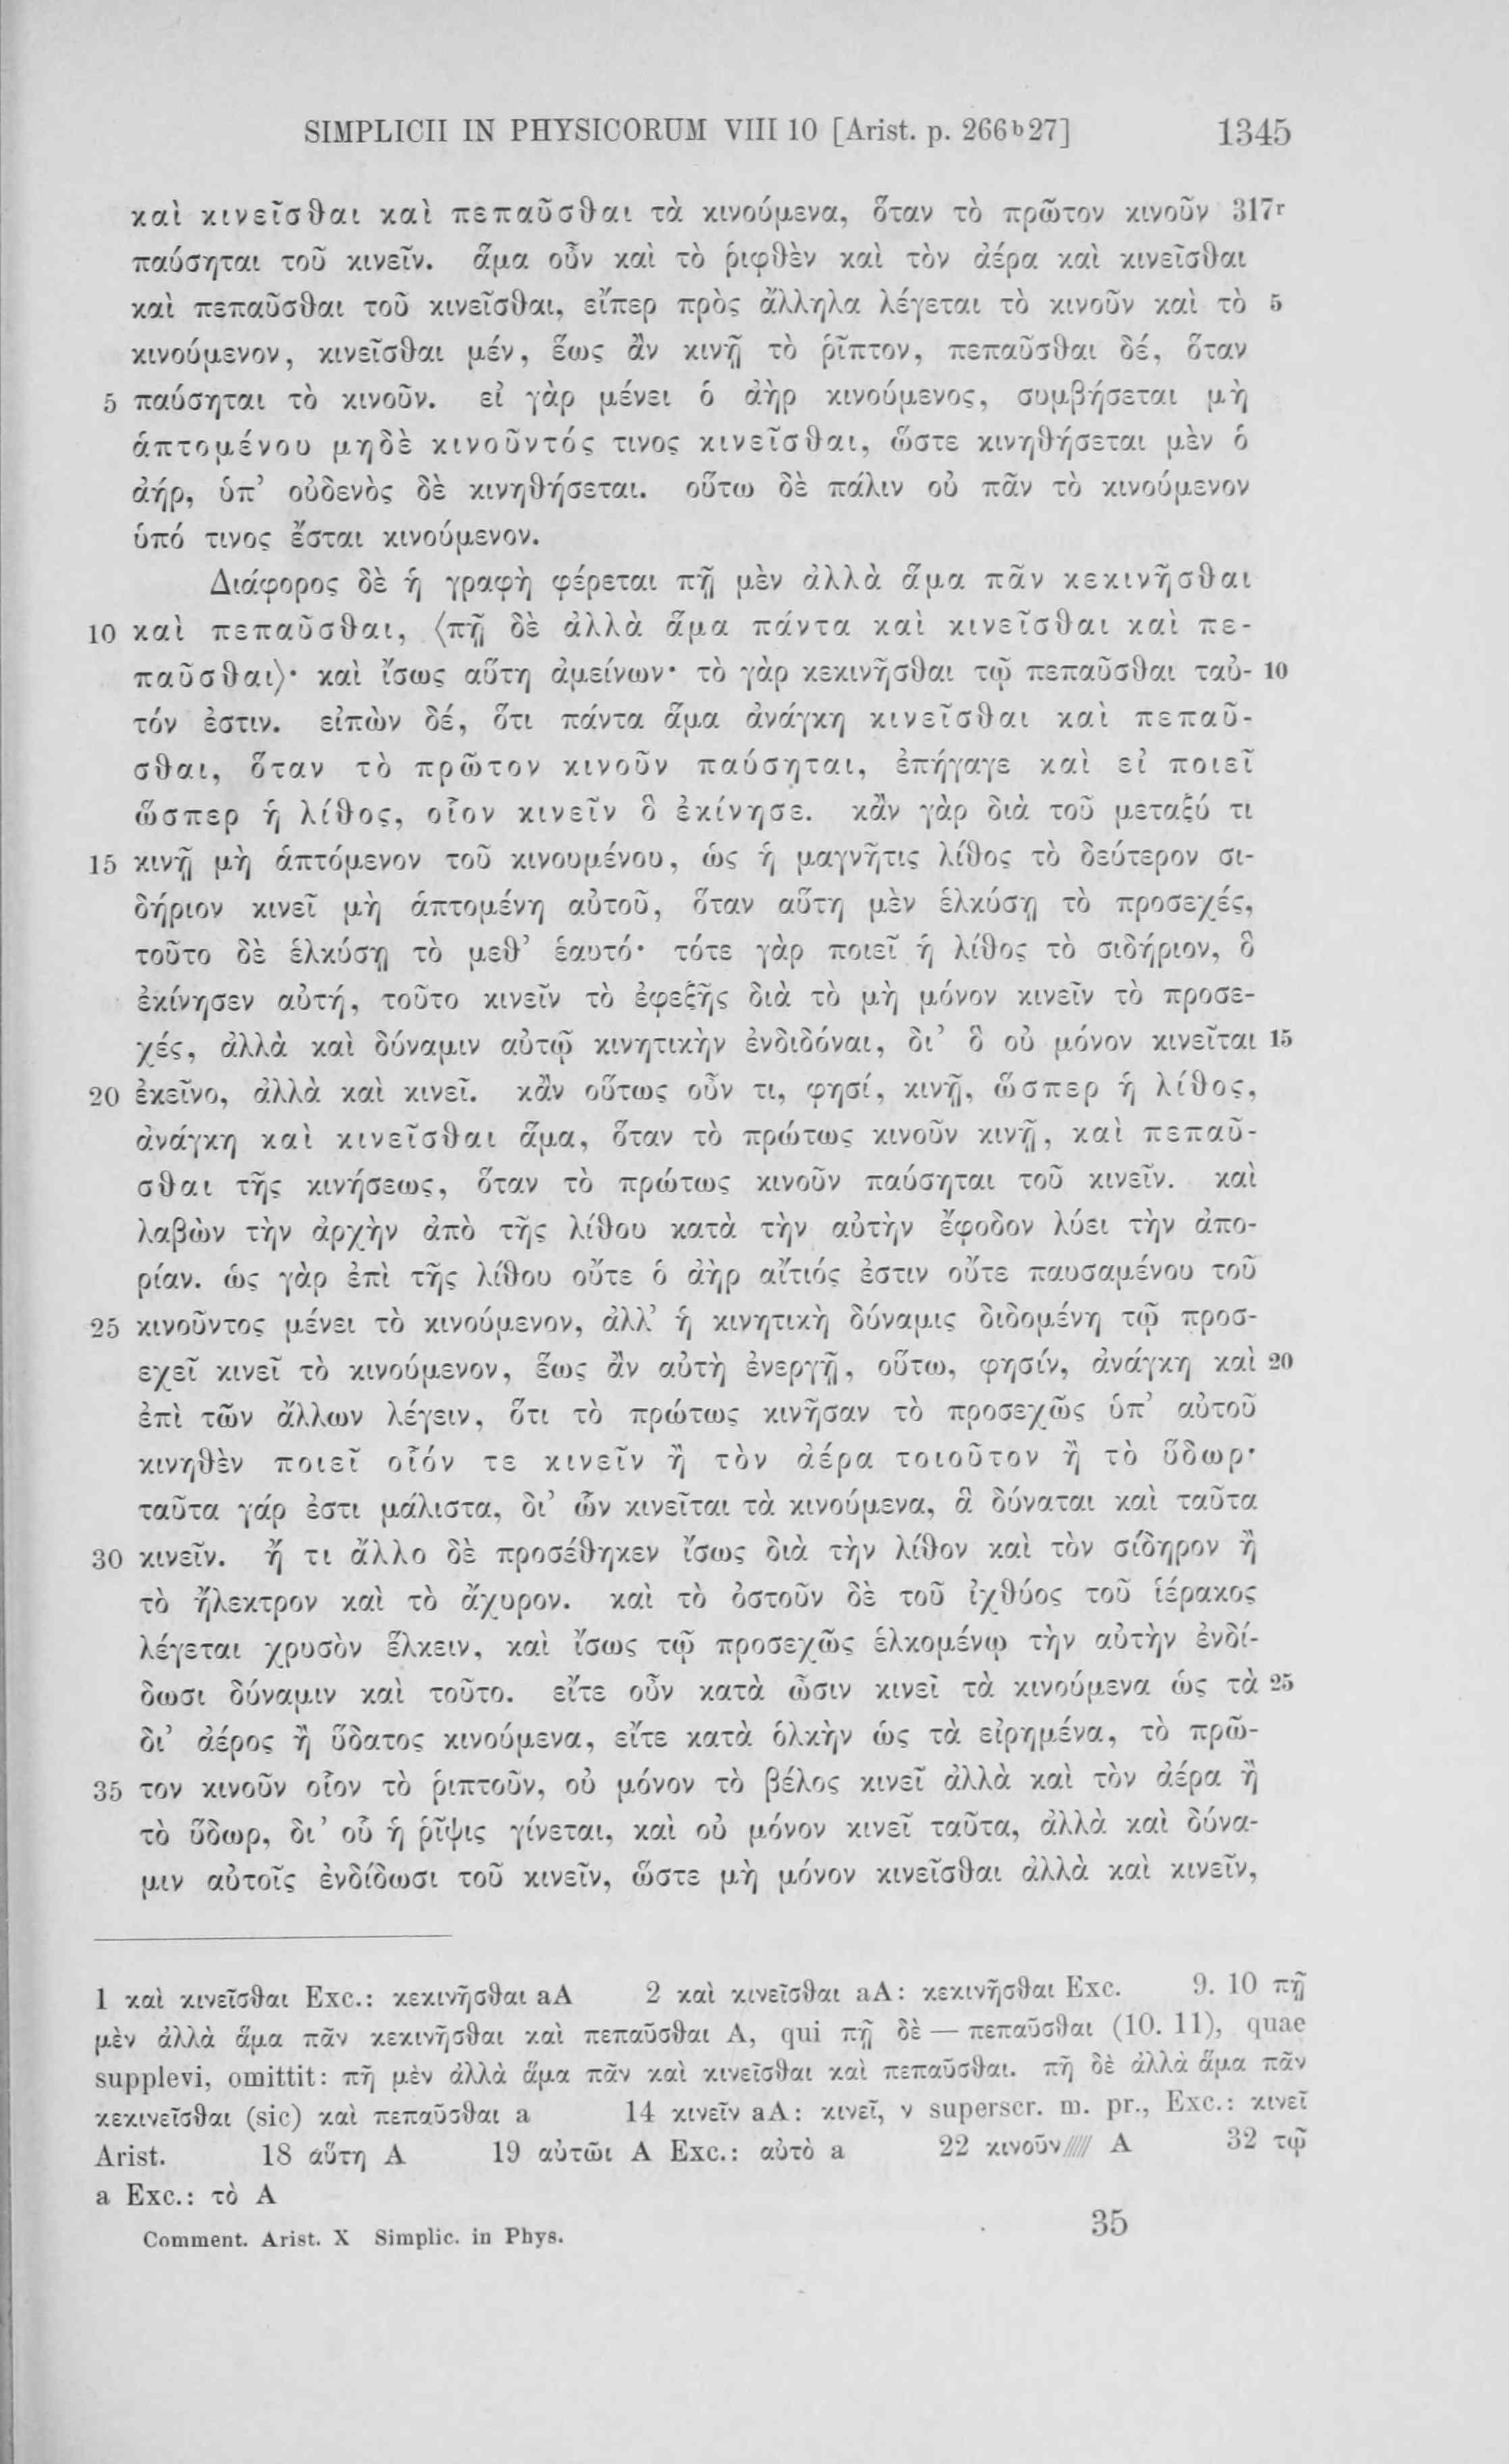 SIMPLICII IN PHYSICORUM VIII 10 [Arist. p. 266ᵇ27] 1345
καὶ κινεῖσθαι καὶ πεπαῦσθαι τὰ κινούμενα, ὅταν τὸ πρῶτον κινοῦν 317ʳ
παύσηται τοῦ κινεῖν. ἅμα οὖν καὶ τὸ ῥιφθὲν καὶ τὸν ἀέρα καὶ κινεῖσθαι
καὶ πεπαῦσθαι τοῦ κινεῖσθαι, εἴπερ πρὸς ἄλληλα λέγεται τὸ κινοῦν καὶ τὸ 5
κινούμενον, κινεῖσθαι μέν, ἕως ἂν κινῇ τὸ ῥῖπτον, πεπαῦσθαι δέ, ὅταν
5 παύσηται τὸ κινοῦν. εἰ γὰρ μένει ὁ ἀὴρ κινούμενος, συμβήσεται μὴ
ἁπτομένου μηδὲ κινοῦντός τινος κινεῖσθαι, ὥστε κινηθήσεται μὲν ὁ
ἀήρ, ὑπ’ οὐδενὸς δὲ κινηθήσεται. οὕτω δὲ πάλιν οὐ πᾶν τὸ κινούμενον
ὑπό τινος ἔσται κινούμενον.
Διάφορος δὲ ἡ γραφὴ φέρεται πῇ μὲν ἀλλὰ ἅμα πᾶν κεκινῆσθαι
10 καὶ πεπαῦσθαι, ⟨πῇ δὲ ἀλλὰ ἅμα πάντα καὶ κινεῖσθαι καὶ πε-
παῦσθαι⟩· καὶ ἴσως αὕτη ἀμείνων· τὸ γὰρ κεκινῆσθαι τῷ πεπαῦσθαι ταὐ- 10
τόν ἐστιν. εἰπὼν δέ, ὅτι πάντα ἅμα ἀνάγκη κινεῖσθαι καὶ πεπαῦ-
σθαι, ὅταν τὸ πρῶτον κινοῦν παύσηται, ἐπήγαγε καὶ εἰ ποιεῖ
ὥσπερ ἡ λίθος, οἷον κινεῖν ὃ ἐκίνησε. κἂν γὰρ διὰ τοῦ μεταξύ τι
15 κινῇ μὴ ἁπτόμενον τοῦ κινουμένου, ὡς ἡ μαγνῆτις λίθος τὸ δεύτερον σι-
δήριον κινεῖ μὴ ἁπτομένη αὐτοῦ, ὅταν αὕτη μὲν ἑλκύσῃ τὸ προσεχές,
τοῦτο δὲ ἑλκύσῃ τὸ μεθ’ ἑαυτό· τότε γὰρ ποιεῖ ἡ λίθος τὸ σιδήριον, ὃ
ἐκίνησεν αὐτή, τοῦτο κινεῖν τὸ ἐφεξῆς διὰ τὸ μὴ μόνον κινεῖν τὸ προσε-
χές, ἀλλὰ καὶ δύναμιν αὐτῷ κινητικὴν ἐνδιδόναι, δι’ ὃ οὐ μόνον κινεῖται 15
20 ἐκεῖνο, ἀλλὰ καὶ κινεῖ. κἂν οὕτως οὖν τι, φησί, κινῇ, ὥσπερ ἡ λίθος,
ἀνάγκη καὶ κινεῖσθαι ἅμα, ὅταν τὸ πρώτως κινοῦν κινῇ, καὶ πεπαῦ-
σθαι τῆς κινήσεως, ὅταν τὸ πρώτως κινοῦν παύσηται τοῦ κινεῖν. καὶ
λαβὼν τὴν ἀρχὴν ἀπὸ τῆς λίθου κατὰ τὴν αὐτὴν ἔφοδον λύει τὴν ἀπο-
ρίαν. ὡς γὰρ ἐπὶ τῆς λίθου οὔτε ὁ ἀὴρ αἴτιός ἐστιν οὔτε παυσαμένου τοῦ
25 κινοῦντος μένει τὸ κινούμενον, ἀλλ’ ἡ κινητικὴ δύναμις διδομένη τῷ προσ-
εχεῖ κινεῖ τὸ κινούμενον, ἕως ἂν αὐτὴ ἐνεργῇ, οὕτω, φησίν, ἀνάγκη καὶ 20
ἐπὶ τῶν ἄλλων λέγειν, ὅτι τὸ πρώτως κινῆσαν τὸ προσεχῶς ὑπ’ αὐτοῦ
κινηθὲν ποιεῖ οἷόν τε κινεῖν ἢ τὸν ἀέρα τοιοῦτον ἢ τὸ ὕδωρ·
ταῦτα γάρ ἐστι μάλιστα, δι’ ὧν κινεῖται τὰ κινούμενα, ἃ δύναται καὶ ταῦτα
30 κινεῖν. ἤ τι ἄλλο δὲ προσέθηκεν ἴσως διὰ τὴν λίθον καὶ τὸν σίδηρον ἢ
τὸ ἤλεκτρον καὶ τὸ ἄχυρον. καὶ τὸ ὀστοῦν δὲ τοῦ ἰχθύος τοῦ ἱέρακος
λέγεται χρυσὸν ἕλκειν, καὶ ἴσως τῷ προσεχῶς ἑλκομένῳ τὴν αὐτὴν ἐνδί-
δωσι δύναμιν καὶ τοῦτο. εἴτε οὖν κατὰ ὦσιν κινεῖ τὰ κινούμενα ὡς τὰ 25
δι’ ἀέρος ἢ ὕδατος κινούμενα, εἴτε κατὰ ὁλκὴν ὡς τὰ εἰρημένα, τὸ πρῶ-
35 τον κινοῦν οἷον τὸ ῥιπτοῦν, οὐ μόνον τὸ βέλος κινεῖ ἀλλὰ καὶ τὸν ἀέρα ἢ
τὸ ὕδωρ, δι’ οὗ ἡ ῥῖψις γίνεται, καὶ οὐ μόνον κινεῖ ταῦτα, ἀλλὰ καὶ δύνα-
μιν αὐτοῖς ἐνδίδωσι τοῦ κινεῖν, ὥστε μὴ μόνον κινεῖσθαι ἀλλὰ καὶ κινεῖν,
1 καὶ κινεῖσθαι Exc.: κεκινῆσθαι aA 2 καὶ κινεῖσθαι aA: κεκινῆσθαι Exc. 9. 10 πῇ
μὲν ἀλλὰ ἅμα πᾶν κεκινῆσθαι καὶ πεπαῦσθαι A, qui πῇ δὲ — πεπαῦσθαι (10. 11), quae
supplevi, omittit: πῆ μὲν ἀλλὰ ἅμα πᾶν καὶ κινεῖσθαι καὶ πεπαῦσθαι. πῆ δὲ ἀλλὰ ἅμα πᾶν
κεκινεῖσθαι (sic) καὶ πεπαῦσθαι a 14 κινεῖν aA: κινεῖ, ν superscr. m. pr., Exc.: κινεῖ
Arist. 18 αὕτη A 19 αὐτῶι A Exc.: αὐτὸ a 22 κινοῦν///// A 32 τῷ
a Exc.: τὸ A
Comment. Arist. X Simplic. in Phys. 35